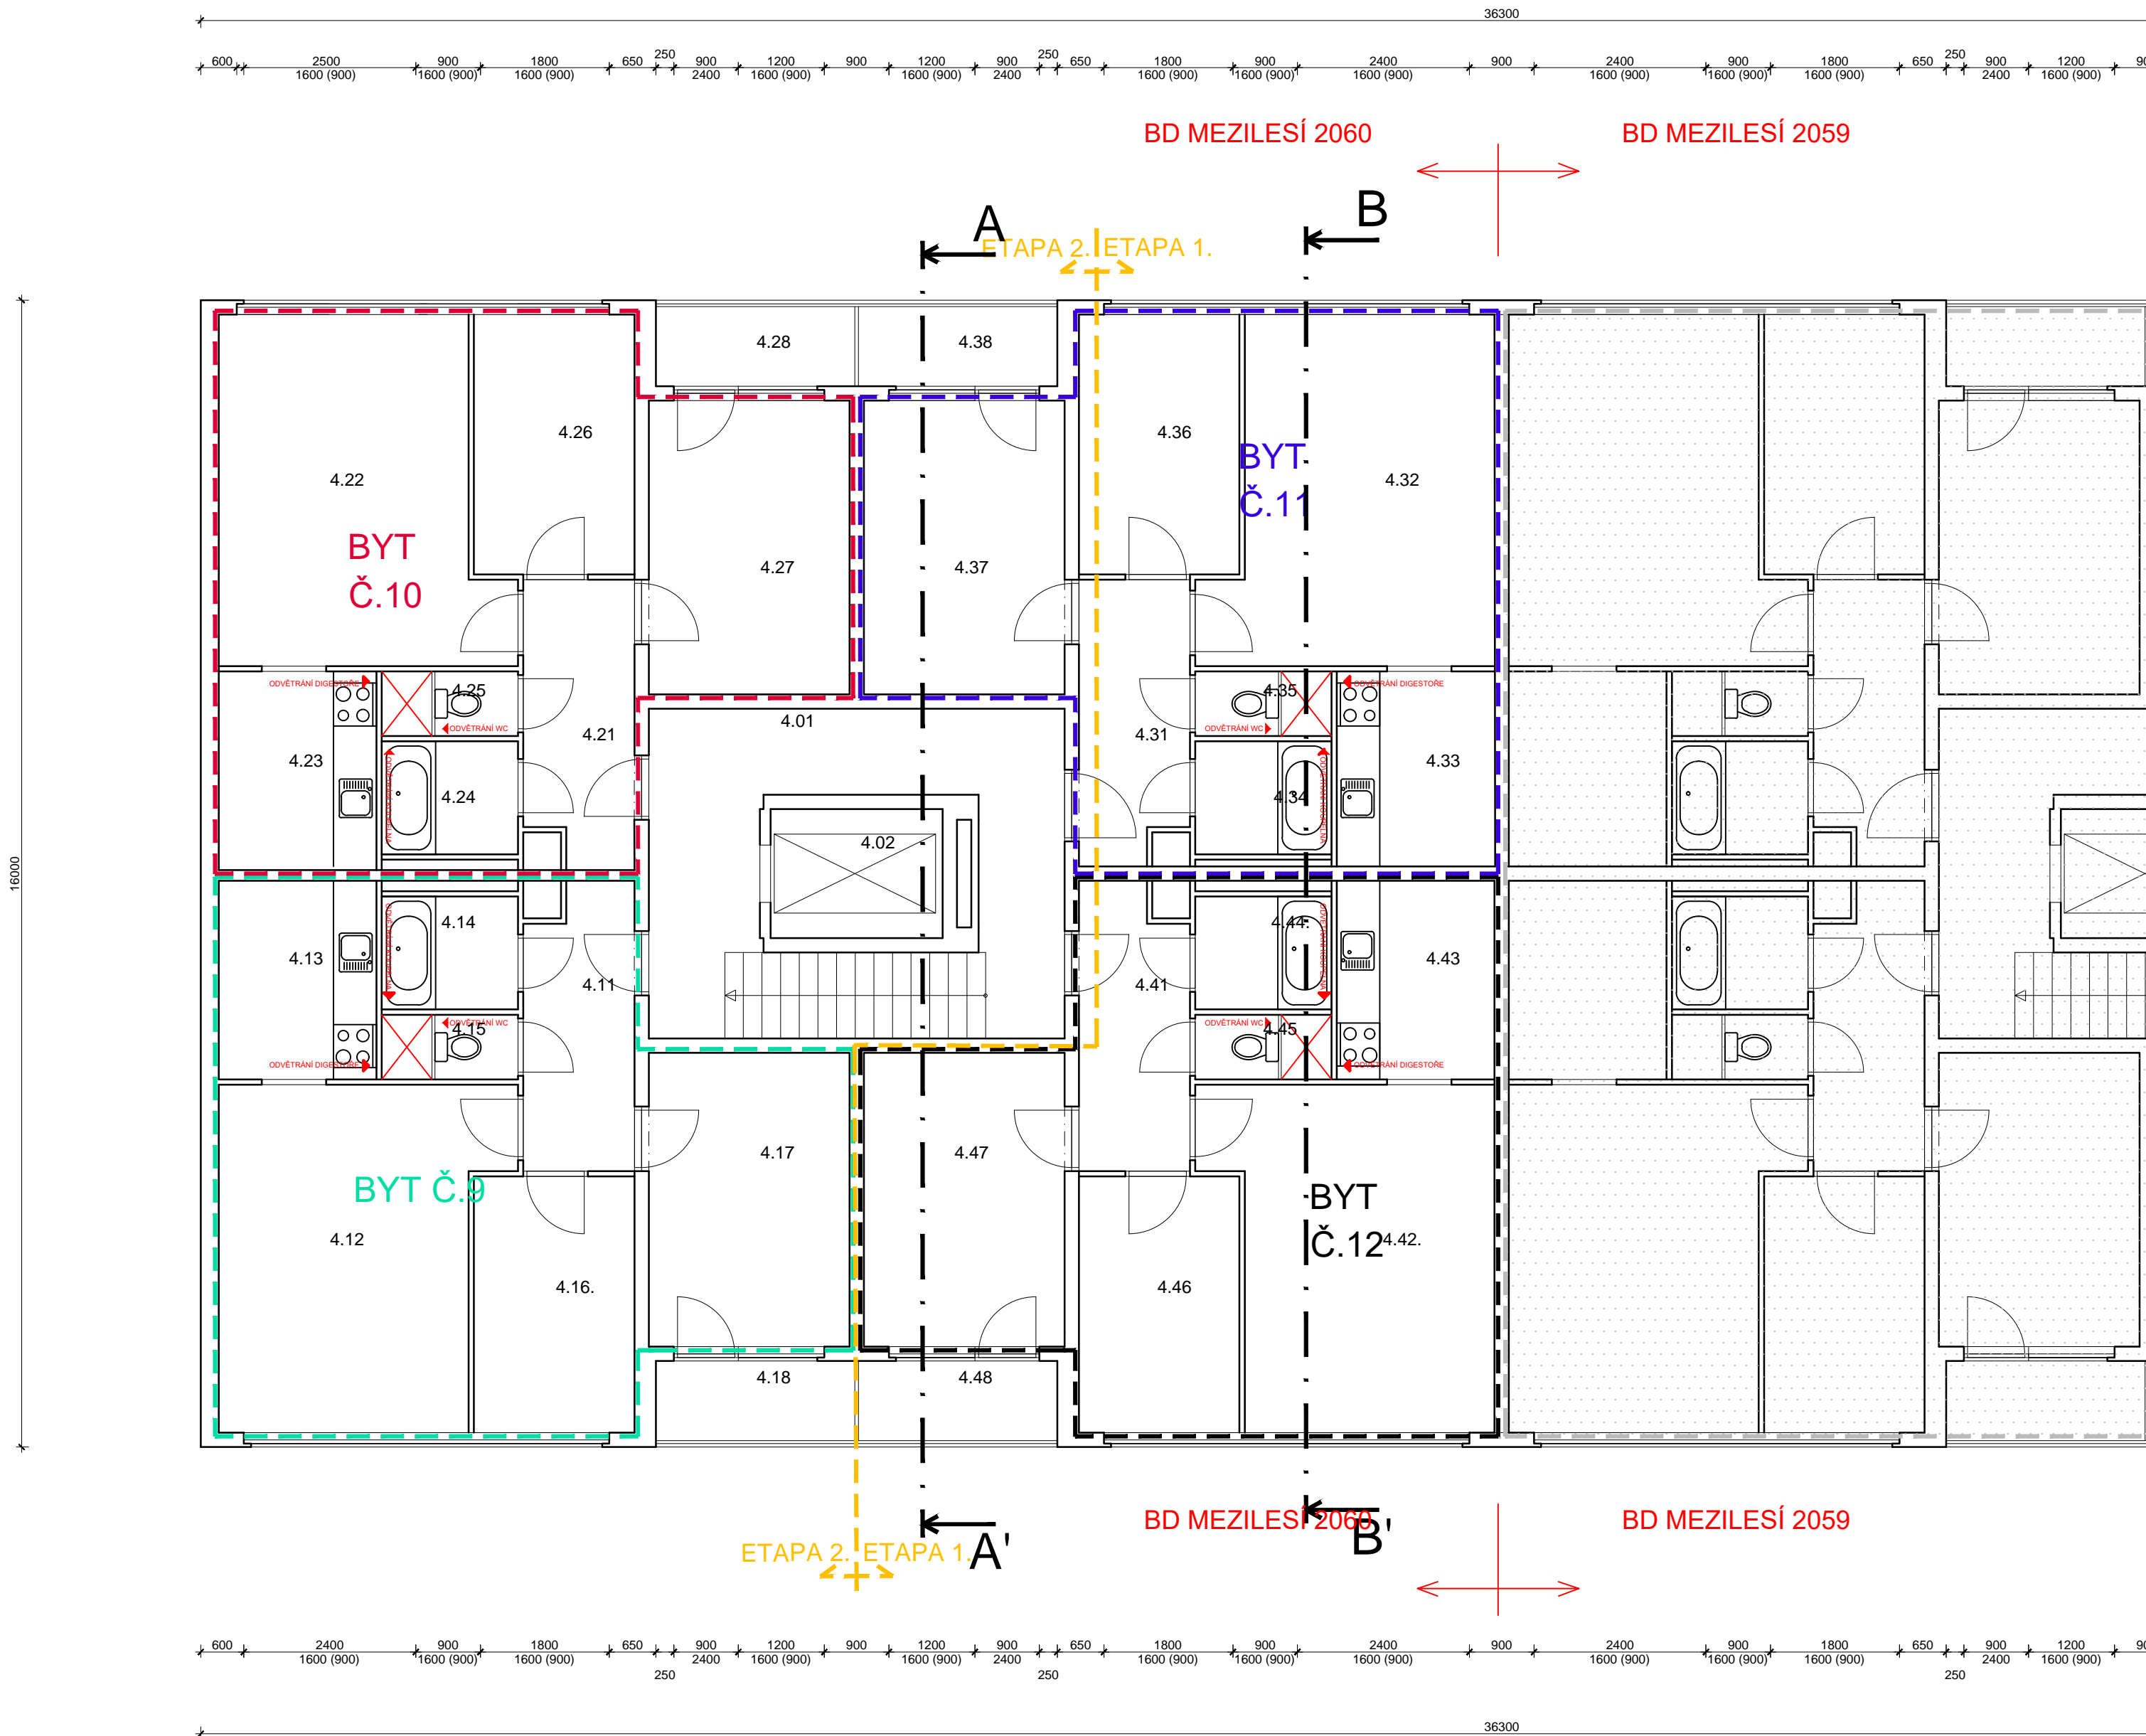 36300
600 2500 900 1800 650 250 900 1200 900 1200 900 250 650 1800 900 2400 900 2400 900 1800 650 250 900 1200
1600 (900) 1600 (900) 1600 (900) 2400 1600 (900) 1600 (900) 2400 1600 (900) 1600 (900) 1600 (900) 1600 (900) 1600 (900) 1600 (900) 2400 1600 (900)
BD MEZILESÍ 2060 BD MEZILESÍ 2059
A B
ETAPA 2. ETAPA 1.
4.28 4.38
4.26 4.36
BYT
Č.11
4.22 4.32
BYT
Č.10
4.27 4.37
ODVĚTRÁNÍ DIGESTOŘE 4.25 4.35 ODVĚTRÁNÍ DIGESTOŘE
4.01
ODVĚTRÁNÍ WC ODVĚTRÁNÍ WC
4.21 4.31
4.23 4.33
4.24 4.34
ODVĚTRÁNÍ KOUPELNA ODVĚTRÁNÍ KOUPELNA
4.02
16000
4.14 4.44.
4.13 4.43
ODVĚTRÁNÍ KOUPELNA ODVĚTRÁNÍ KOUPELNA
4.11 4.41
ODVĚTRÁNÍ WC ODVĚTRÁNÍ WC
4.15 4.45
ODVĚTRÁNÍ DIGESTOŘE ODVĚTRÁNÍ DIGESTOŘE
4.17 4.47
BYT Č.9
BYT
Č.12
4.12 4.42.
4.16. 4.46
4.18 4.48
BD MEZILESÍ 2060 BD MEZILESÍ 2059
A' B'
ETAPA 2. ETAPA 1.
600 2400 900 1800 650 900 1200 900 1200 900 650 1800 900 2400 900 2400 900 1800 650 900 1200
1600 (900) 1600 (900) 1600 (900) 2400 1600 (900) 1600 (900) 2400 1600 (900) 1600 (900) 1600 (900) 1600 (900) 1600 (900) 1600 (900) 2400 1600 (900)
250 250 250
36300